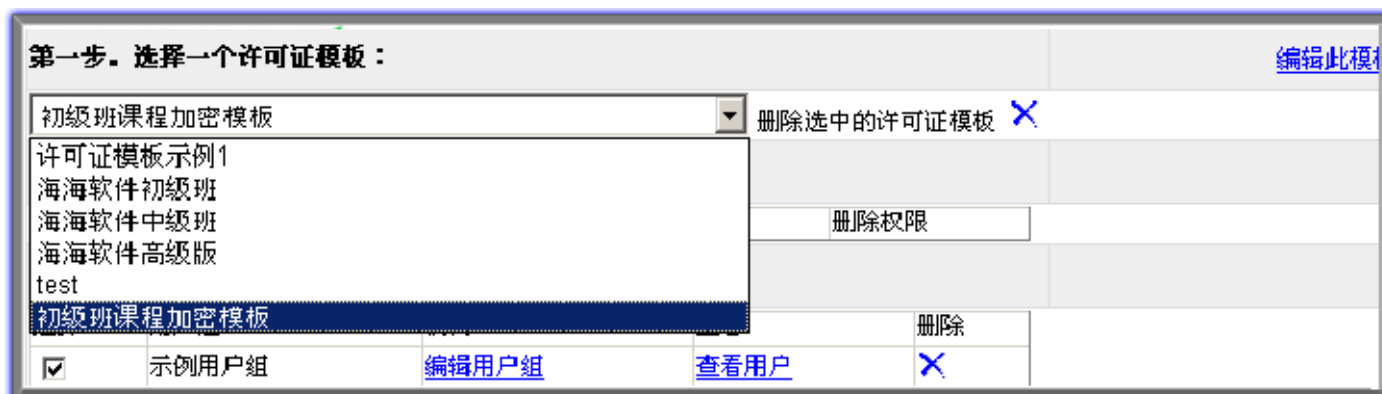 第一步。选择一个许可证模板：
编辑此模
初级班课程加密模板
删除选中的许可证模板
许可证模板示例1
海海软件初级班
海海软件中级班
删除权限
海海软件高级版
test
初级班课程加密模板
删除
示例用户组 编辑用户组 查看用户